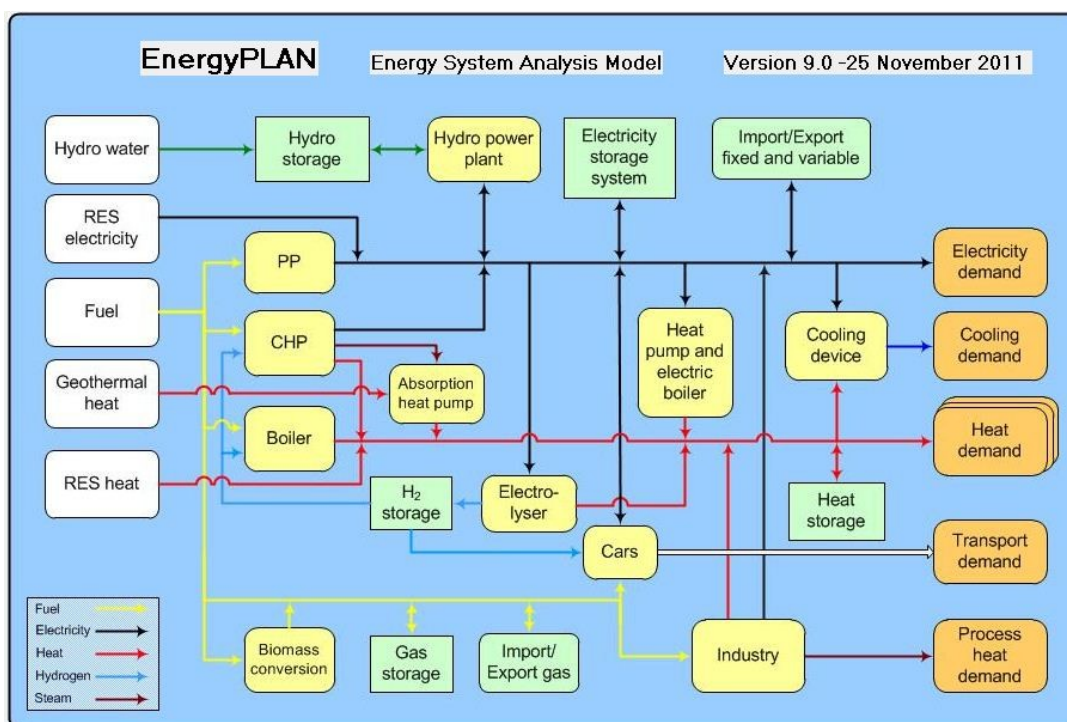 EnergyPLAN
Energy System Analysis Model
Version 9.0 -25 November 2011
Hydro water
Hydro
storage
Hydro power
plant
Electricity
storage
system
Import/Export
fixed and variable
RES
electricity
PP
Electricity
demand
Fuel
CHP
Heat
pump and
electric
boiler
Cooling
device
Cooling
demand
Geothermal
heat
Absorption
heat pump
Boiler
Heat
demand
RES heat
H₂
storage
Electro-
lyser
Heat
storage
Cars
Transport
demand
Fuel
Electricity
Heat
Hydrogen
Steam
Biomass
conversion
Gas
storage
Import/
Export gas
Industry
Process
heat
demand